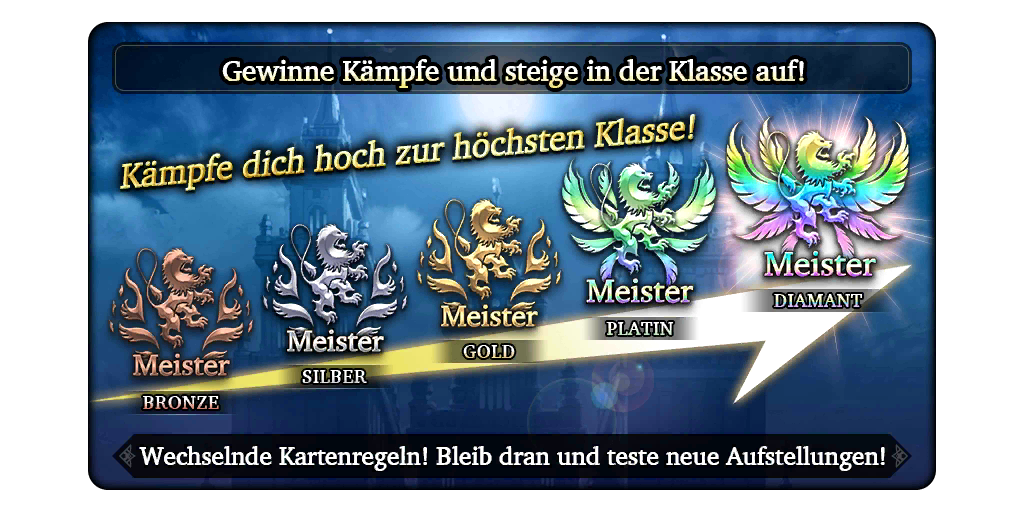 Gewinne Kämpfe und steige in der Klasse auf!
Kämpfe dich hoch zur höchsten Klasse!
Meister
BRONZE
Meister
SILBER
Meister
GOLD
Meister
PLATIN
Meister
DIAMANT
Wechselnde Kartenregeln! Bleib dran und teste neue Aufstellungen!